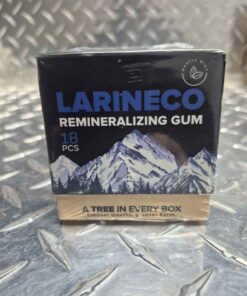 LARINECO
REMINERALIZING GUM
18
PCS
A TREE IN EVERY BOX